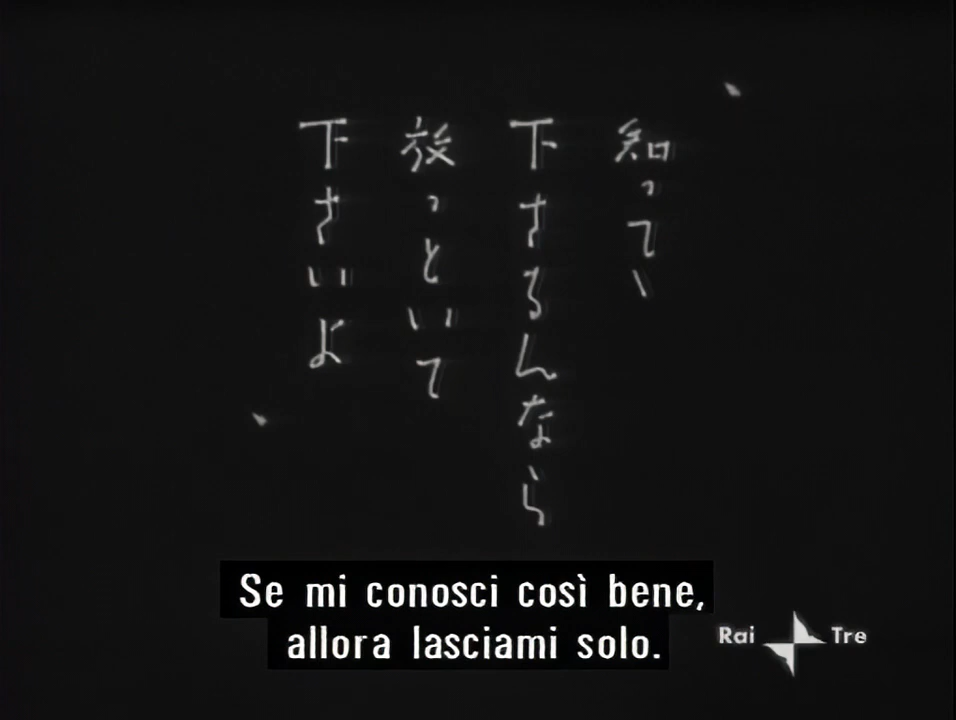 知って、
下さるんなら
放っといて
下さいよ
Se mi conosci così bene,
allora lasciami solo.
Rai Tre